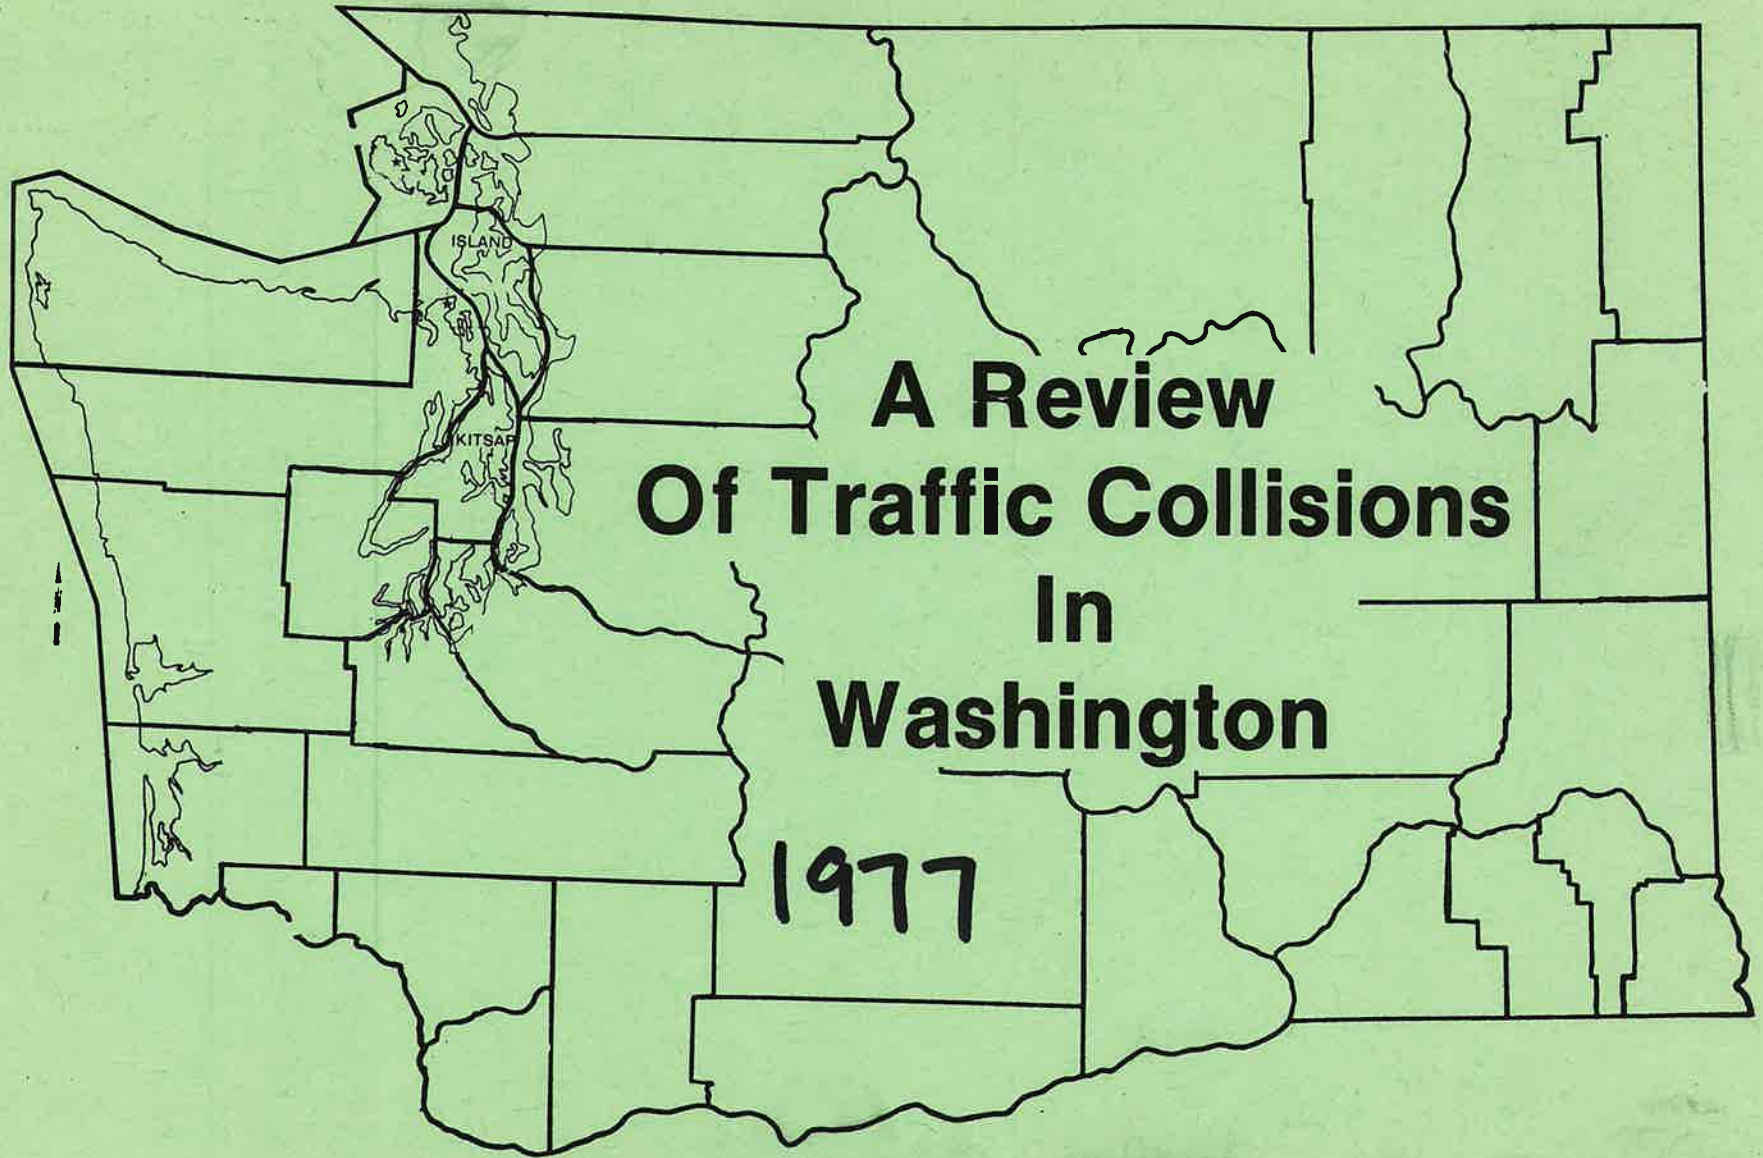 ISLAND
A Review
KITSAP
Of Traffic Collisions
In
Washington
1977